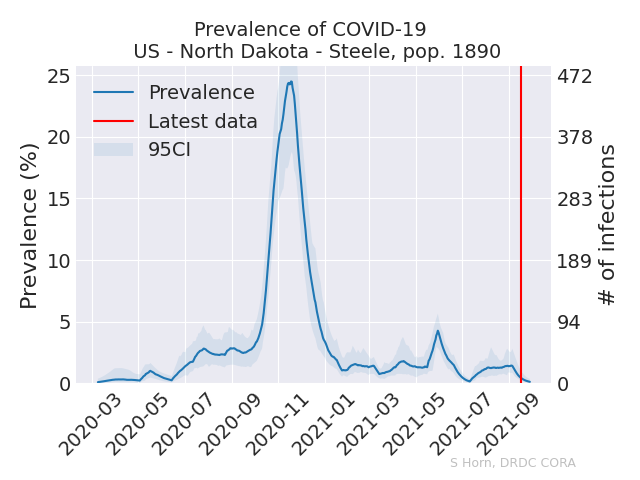 Prevalence of COVID-19
US - North Dakota - Steele, pop. 1890
Prevalence (%)
25
20
15
10
5
0
Prevalence
Latest data
95CI
472
378
283
189
94
0
# of infections
2020-03
2020-05
2020-07
2020-09
2020-11
2021-01
2021-03
2021-05
2021-07
2021-09
S Horn, DRDC CORA